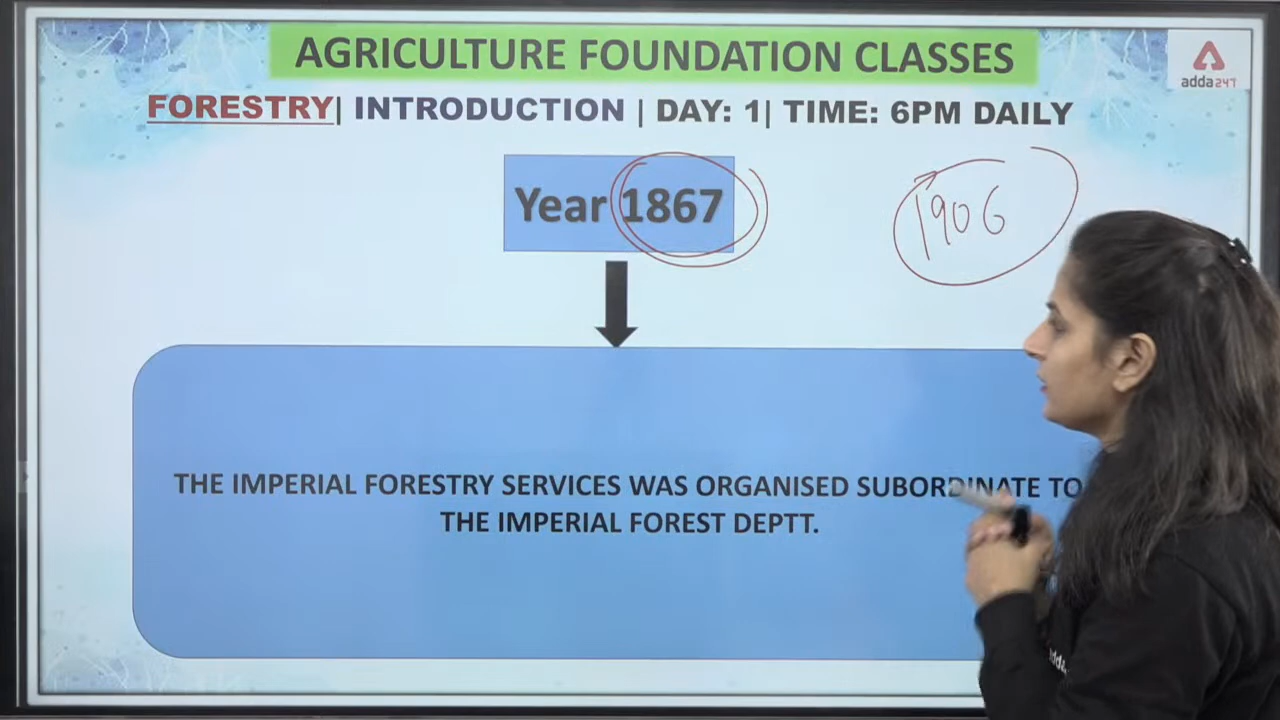 AGRICULTURE FOUNDATION CLASSES
adda247
FORESTRY| INTRODUCTION | DAY: 1| TIME: 6PM DAILY
Year 1867
1906
THE IMPERIAL FORESTRY SERVICES WAS ORGANISED SUBORDINATE TO
THE IMPERIAL FOREST DEPTT.